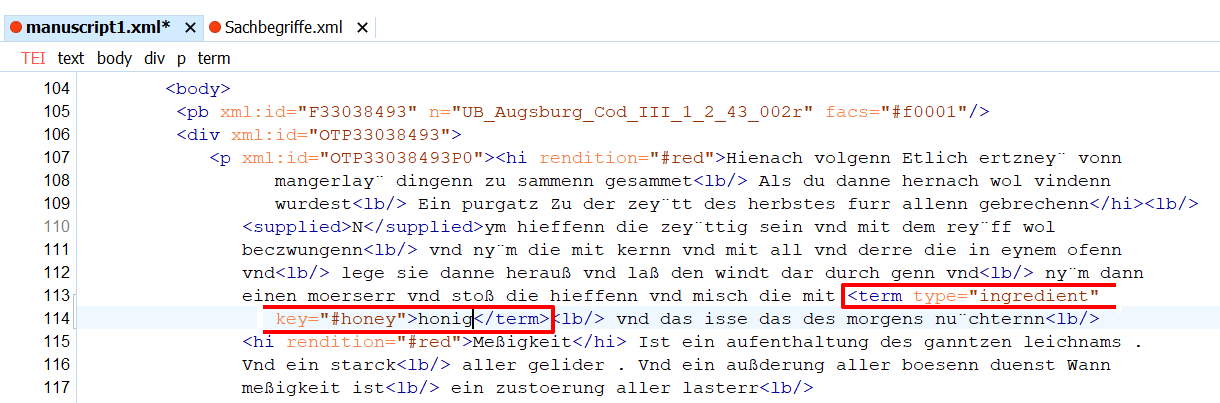 manuscript1.xml* Sachbegriffe.xml
TEI text body div p term
104 <body>
105 <pb xml:id="F33038493" n="UB_Augsburg_Cod_III_1_2_43_002r" facs="#f0001"/>
106 <div xml:id="OTP33038493">
107 <p xml:id="OTP33038493P0"><hi rendition="#red">Hienach volgenn Etlich ertzney¨ vonn
108 mangerlay¨ dingenn zu sammenn gesammet<lb/> Als du danne hernach wol vindenn
109 wurdest<lb/> Ein purgatz Zu der zey¨tt des herbstes furr allenn gebrechenn</hi><lb/>
110 <supplied>N</supplied>ym hieffenn die zey¨ttig sein vnd mit dem rey¨ff wol
111 beczwungenn<lb/> vnd ny¨m die mit kernn vnd mit all vnd derre die in eynem ofenn
112 vnd<lb/> lege sie danne herauß vnd laß den windt dar durch genn vnd<lb/> ny¨m dann
113 einen moerserr vnd stoß die hieffenn vnd misch die mit <term type="ingredient"
114 key="#honey">honig</term><lb/> vnd das isse das des morgens nu¨chternn<lb/>
115 <hi rendition="#red">Meßigkeit</hi> Ist ein aufenthaltung des ganntzen leichnams .
116 Vnd ein starck<lb/> aller gelider . Vnd ein außderung aller boesenn duenst Wann
117 meßigkeit ist<lb/> ein zustoerung aller lasterr<lb/>